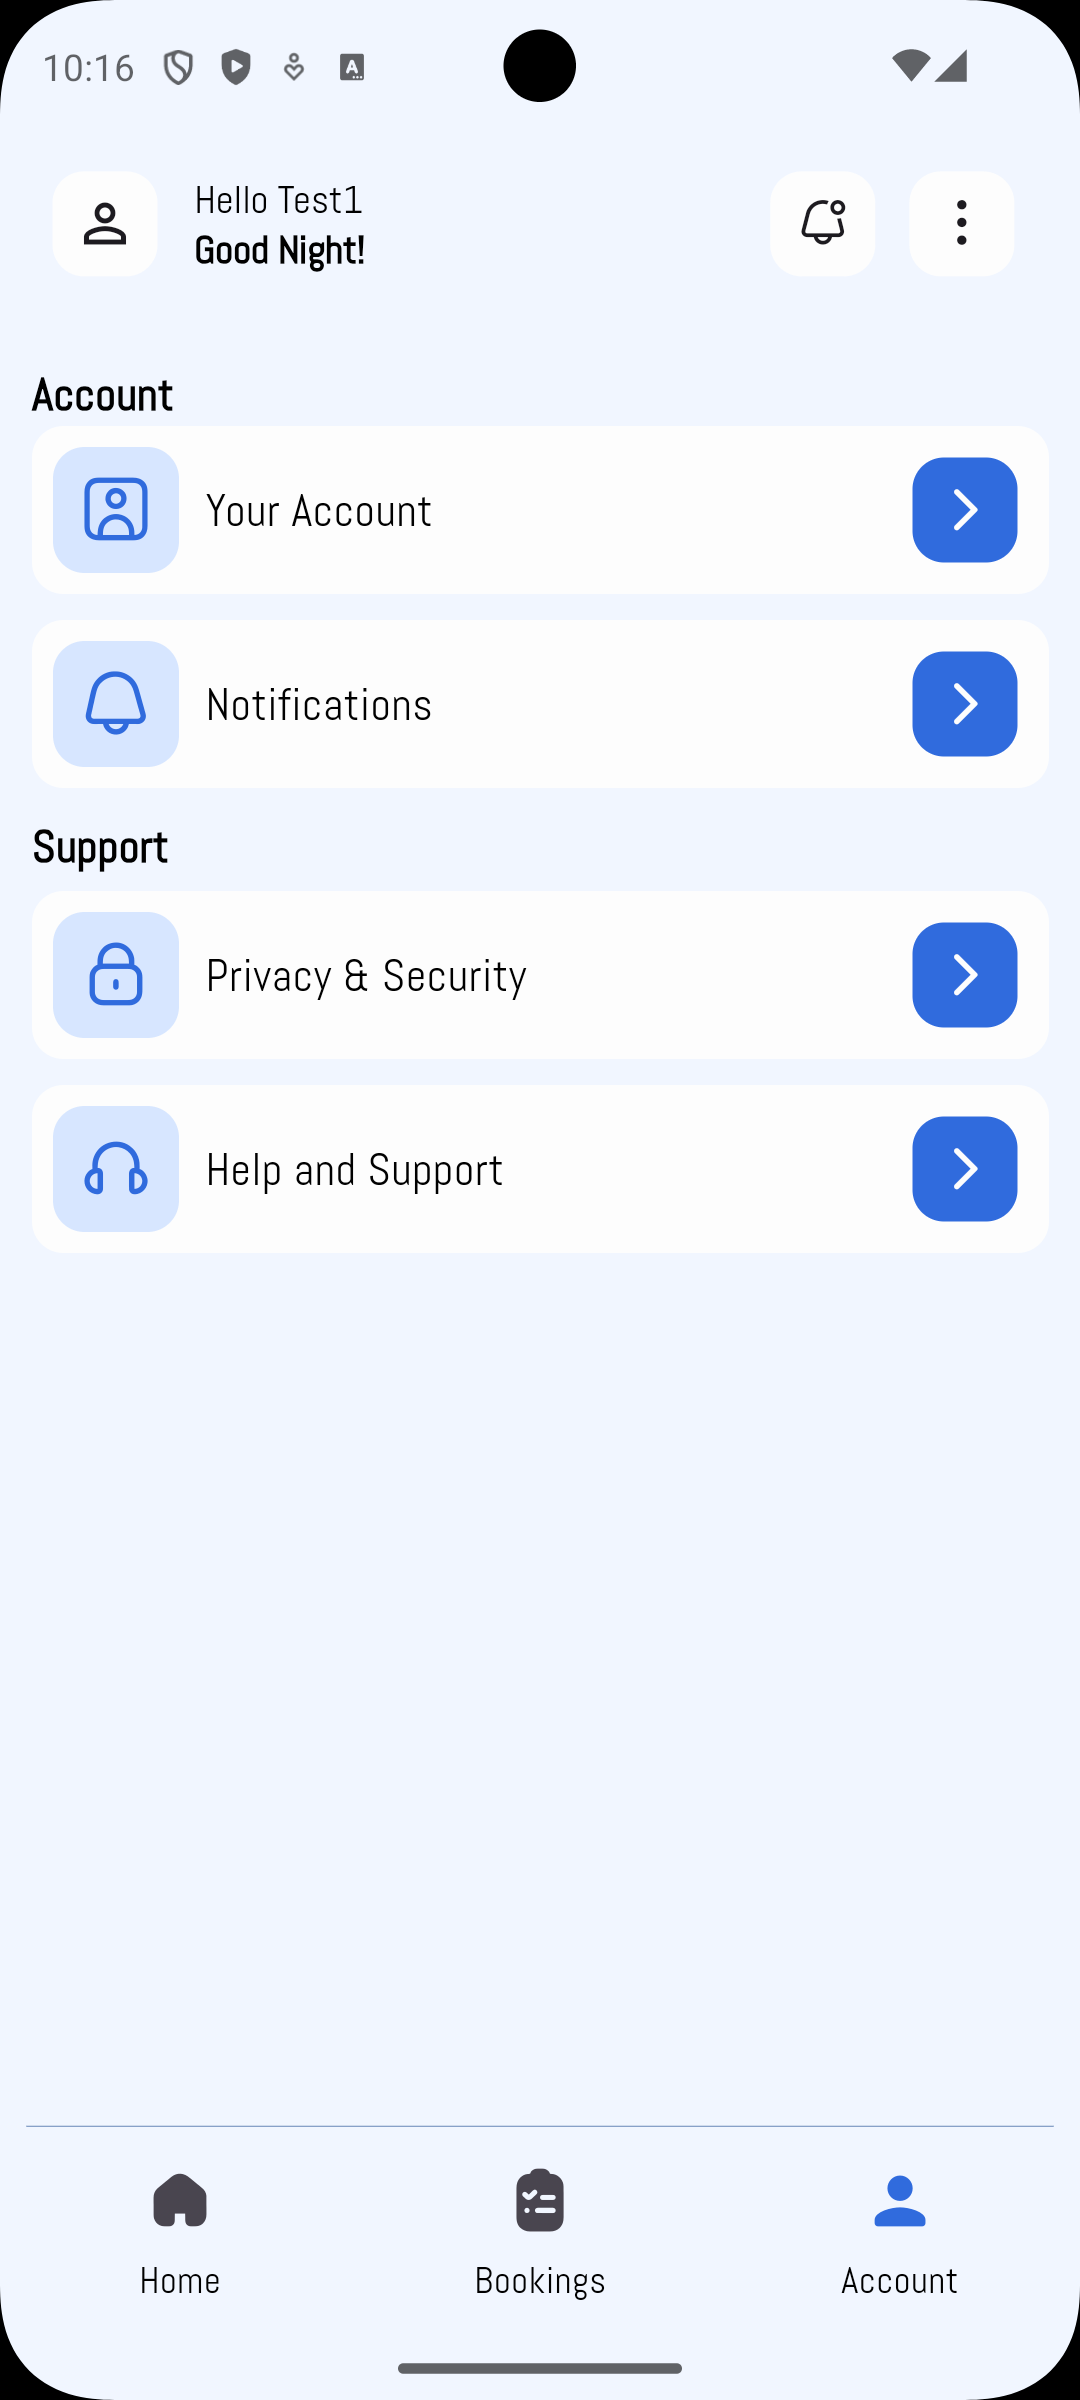 10:16
Hello Test1
Good Night!
Account
Your Account
Notifications
Support
Privacy & Security
Help and Support
Home
Bookings
Account